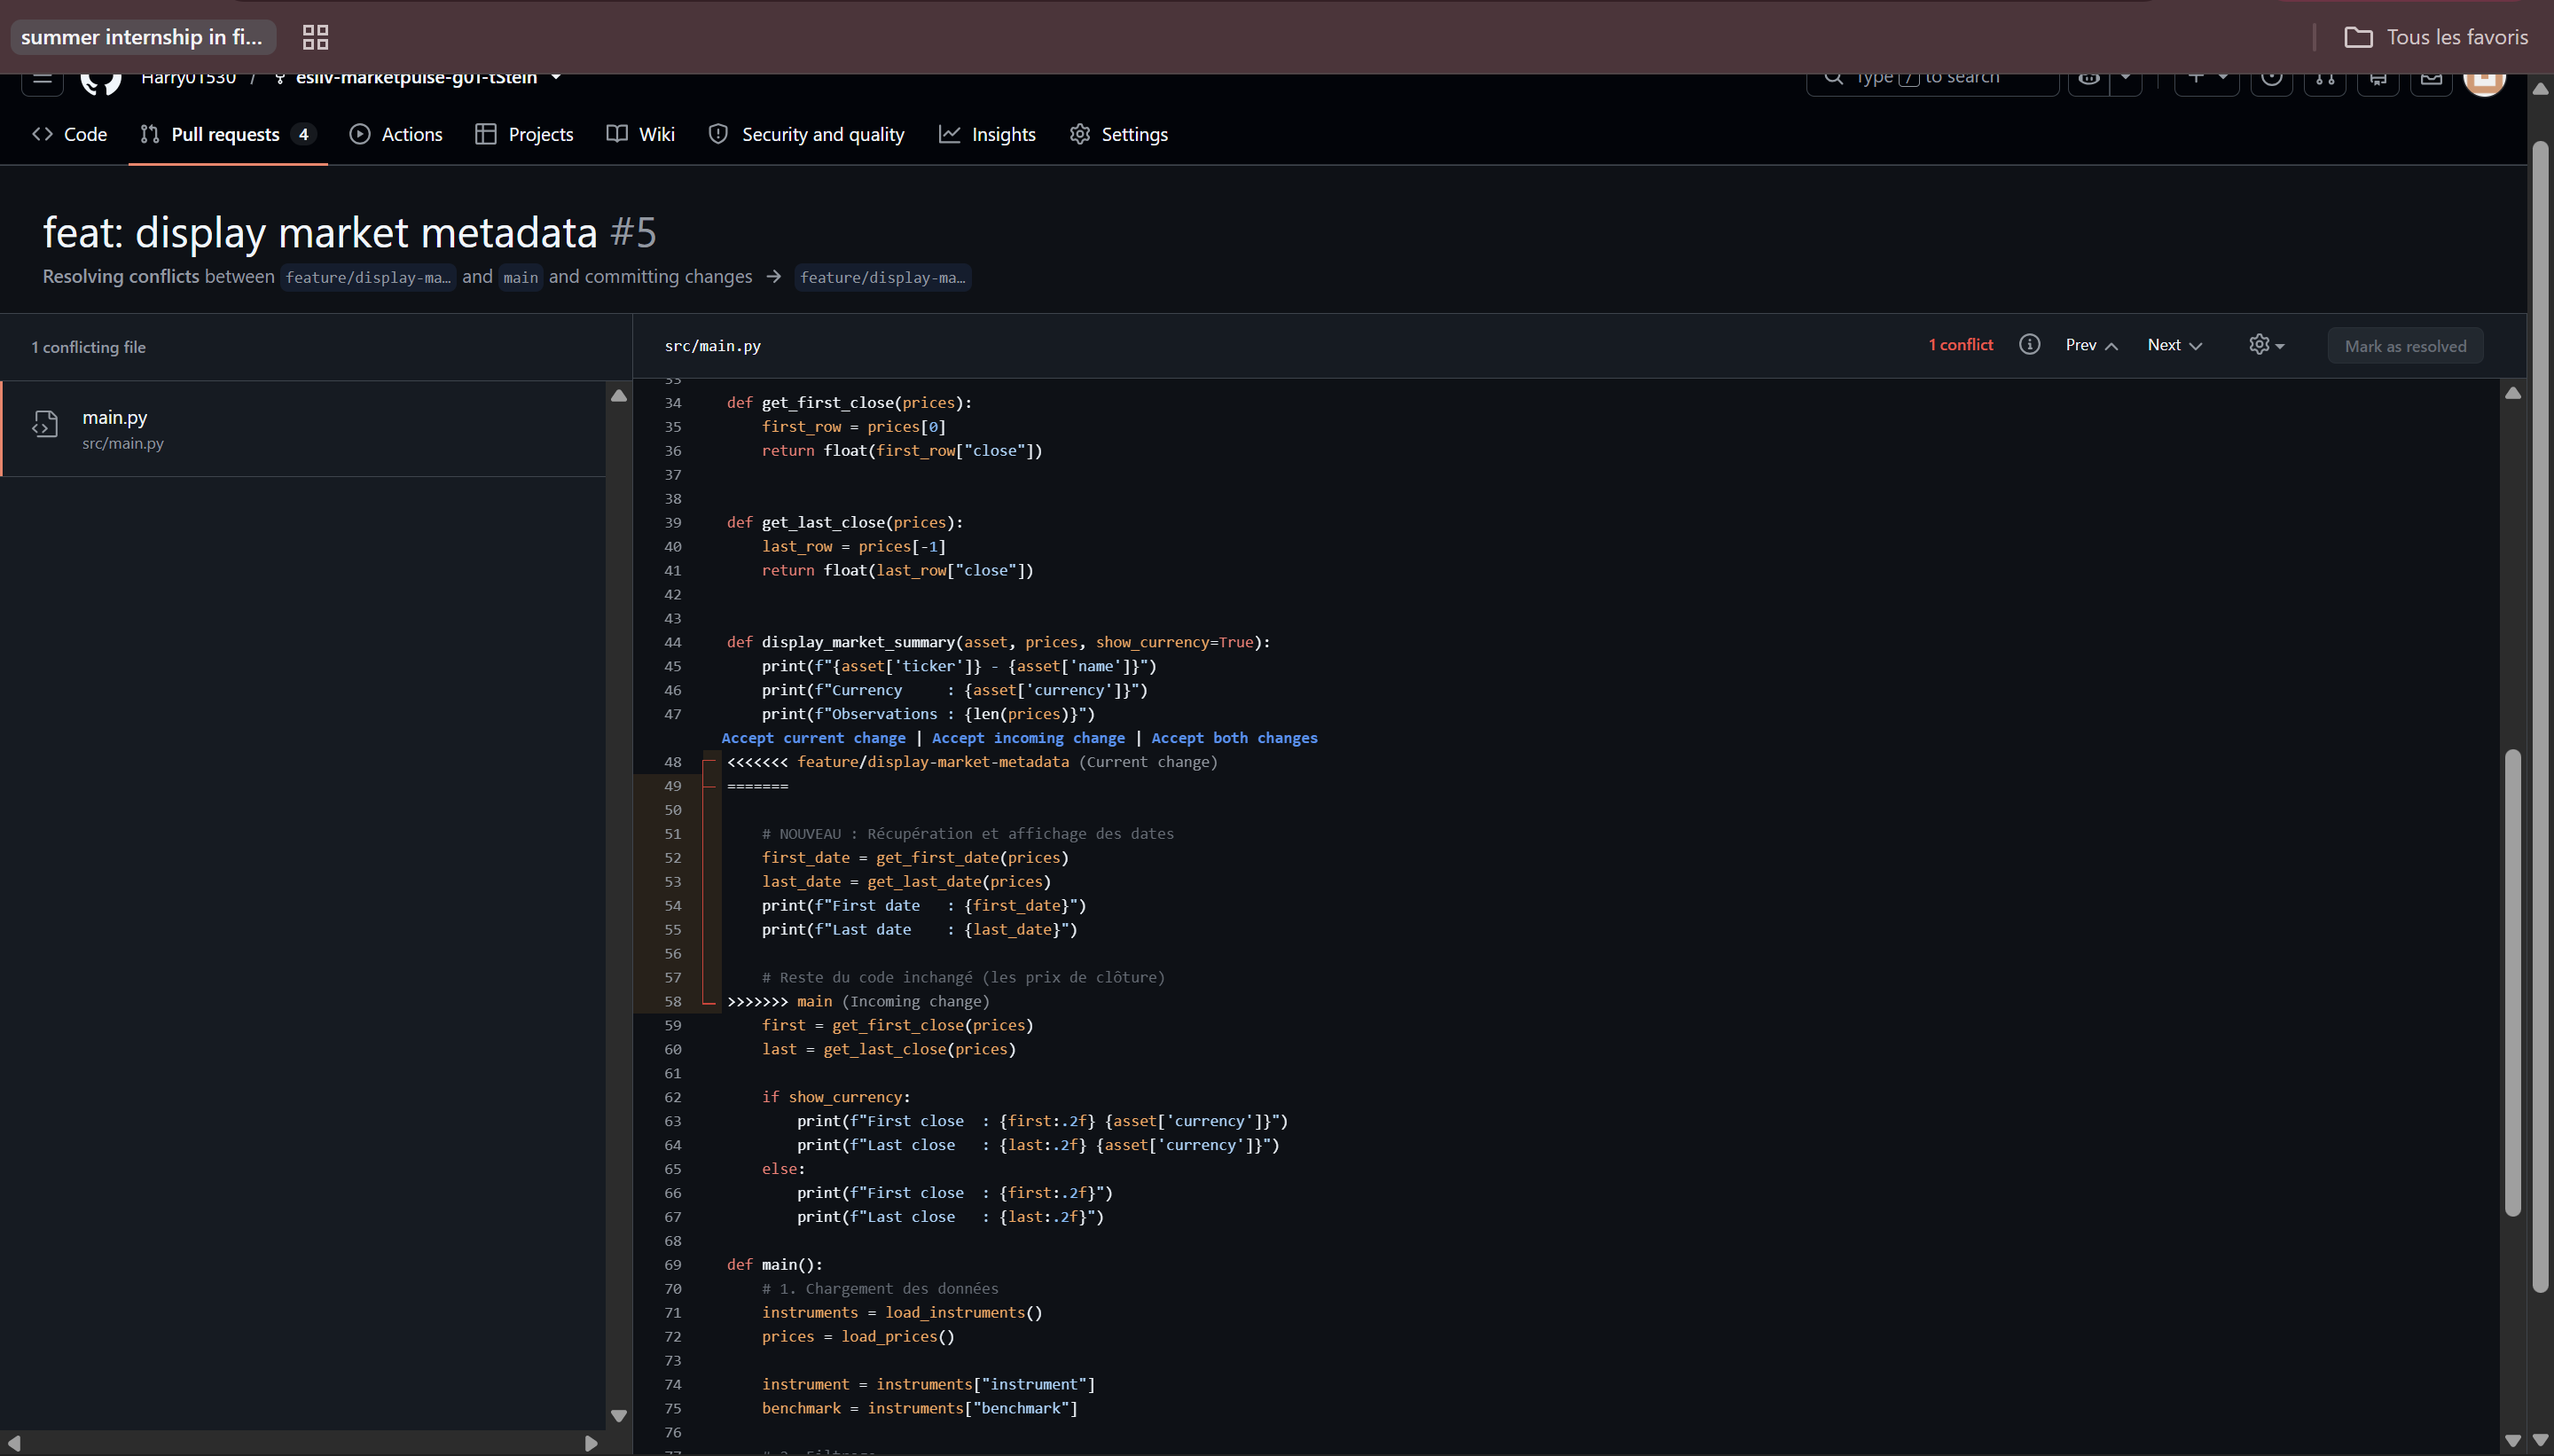 summer internship in fi...
Tous les favoris
Harry01530 / esilv-marketpulse-g01-tStein
Type / to search
Code
Pull requests 4
Actions
Projects
Wiki
Security and quality
Insights
Settings
feat: display market metadata #5
Resolving conflicts between feature/display-ma… and main and committing changes → feature/display-ma…
1 conflicting file
src/main.py
1 conflict
Prev
Next
Mark as resolved
main.py
src/main.py
33
34 def get_first_close(prices):
35     first_row = prices[0]
36     return float(first_row["close"])
37
38
39 def get_last_close(prices):
40     last_row = prices[-1]
41     return float(last_row["close"])
42
43
44 def display_market_summary(asset, prices, show_currency=True):
45     print(f"{asset['ticker']} - {asset['name']}")
46     print(f"Currency     : {asset['currency']}")
47     print(f"Observations : {len(prices)}")
Accept current change | Accept incoming change | Accept both changes
48 <<<<<<< feature/display-market-metadata (Current change)
49 =======
50
51     # NOUVEAU : Récupération et affichage des dates
52     first_date = get_first_date(prices)
53     last_date = get_last_date(prices)
54     print(f"First date   : {first_date}")
55     print(f"Last date    : {last_date}")
56
57     # Reste du code inchangé (les prix de clôture)
58 >>>>>>> main (Incoming change)
59     first = get_first_close(prices)
60     last = get_last_close(prices)
61
62     if show_currency:
63         print(f"First close  : {first:.2f} {asset['currency']}")
64         print(f"Last close   : {last:.2f} {asset['currency']}")
65     else:
66         print(f"First close  : {first:.2f}")
67         print(f"Last close   : {last:.2f}")
68
69 def main():
70     # 1. Chargement des données
71     instruments = load_instruments()
72     prices = load_prices()
73
74     instrument = instruments["instrument"]
75     benchmark = instruments["benchmark"]
76